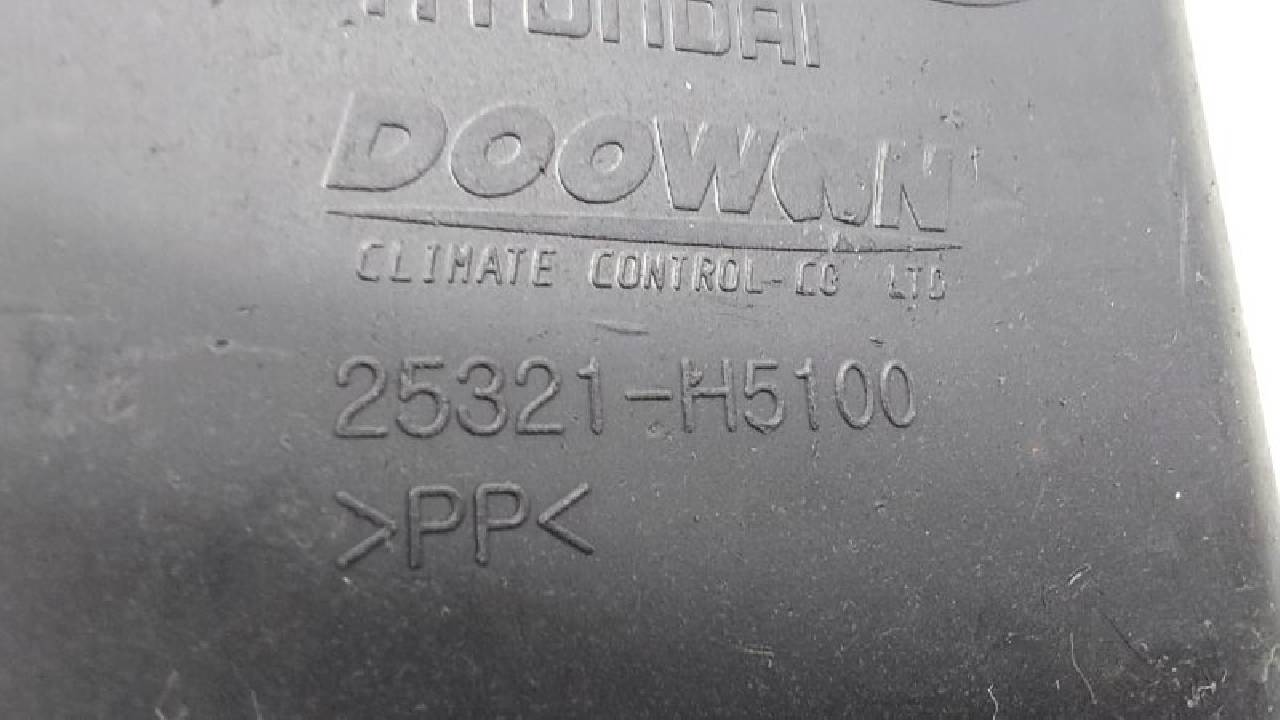 HYUNDAI
DOOWON
CLIMATE CONTROL-CO LTD
25321-H5100
>PP<